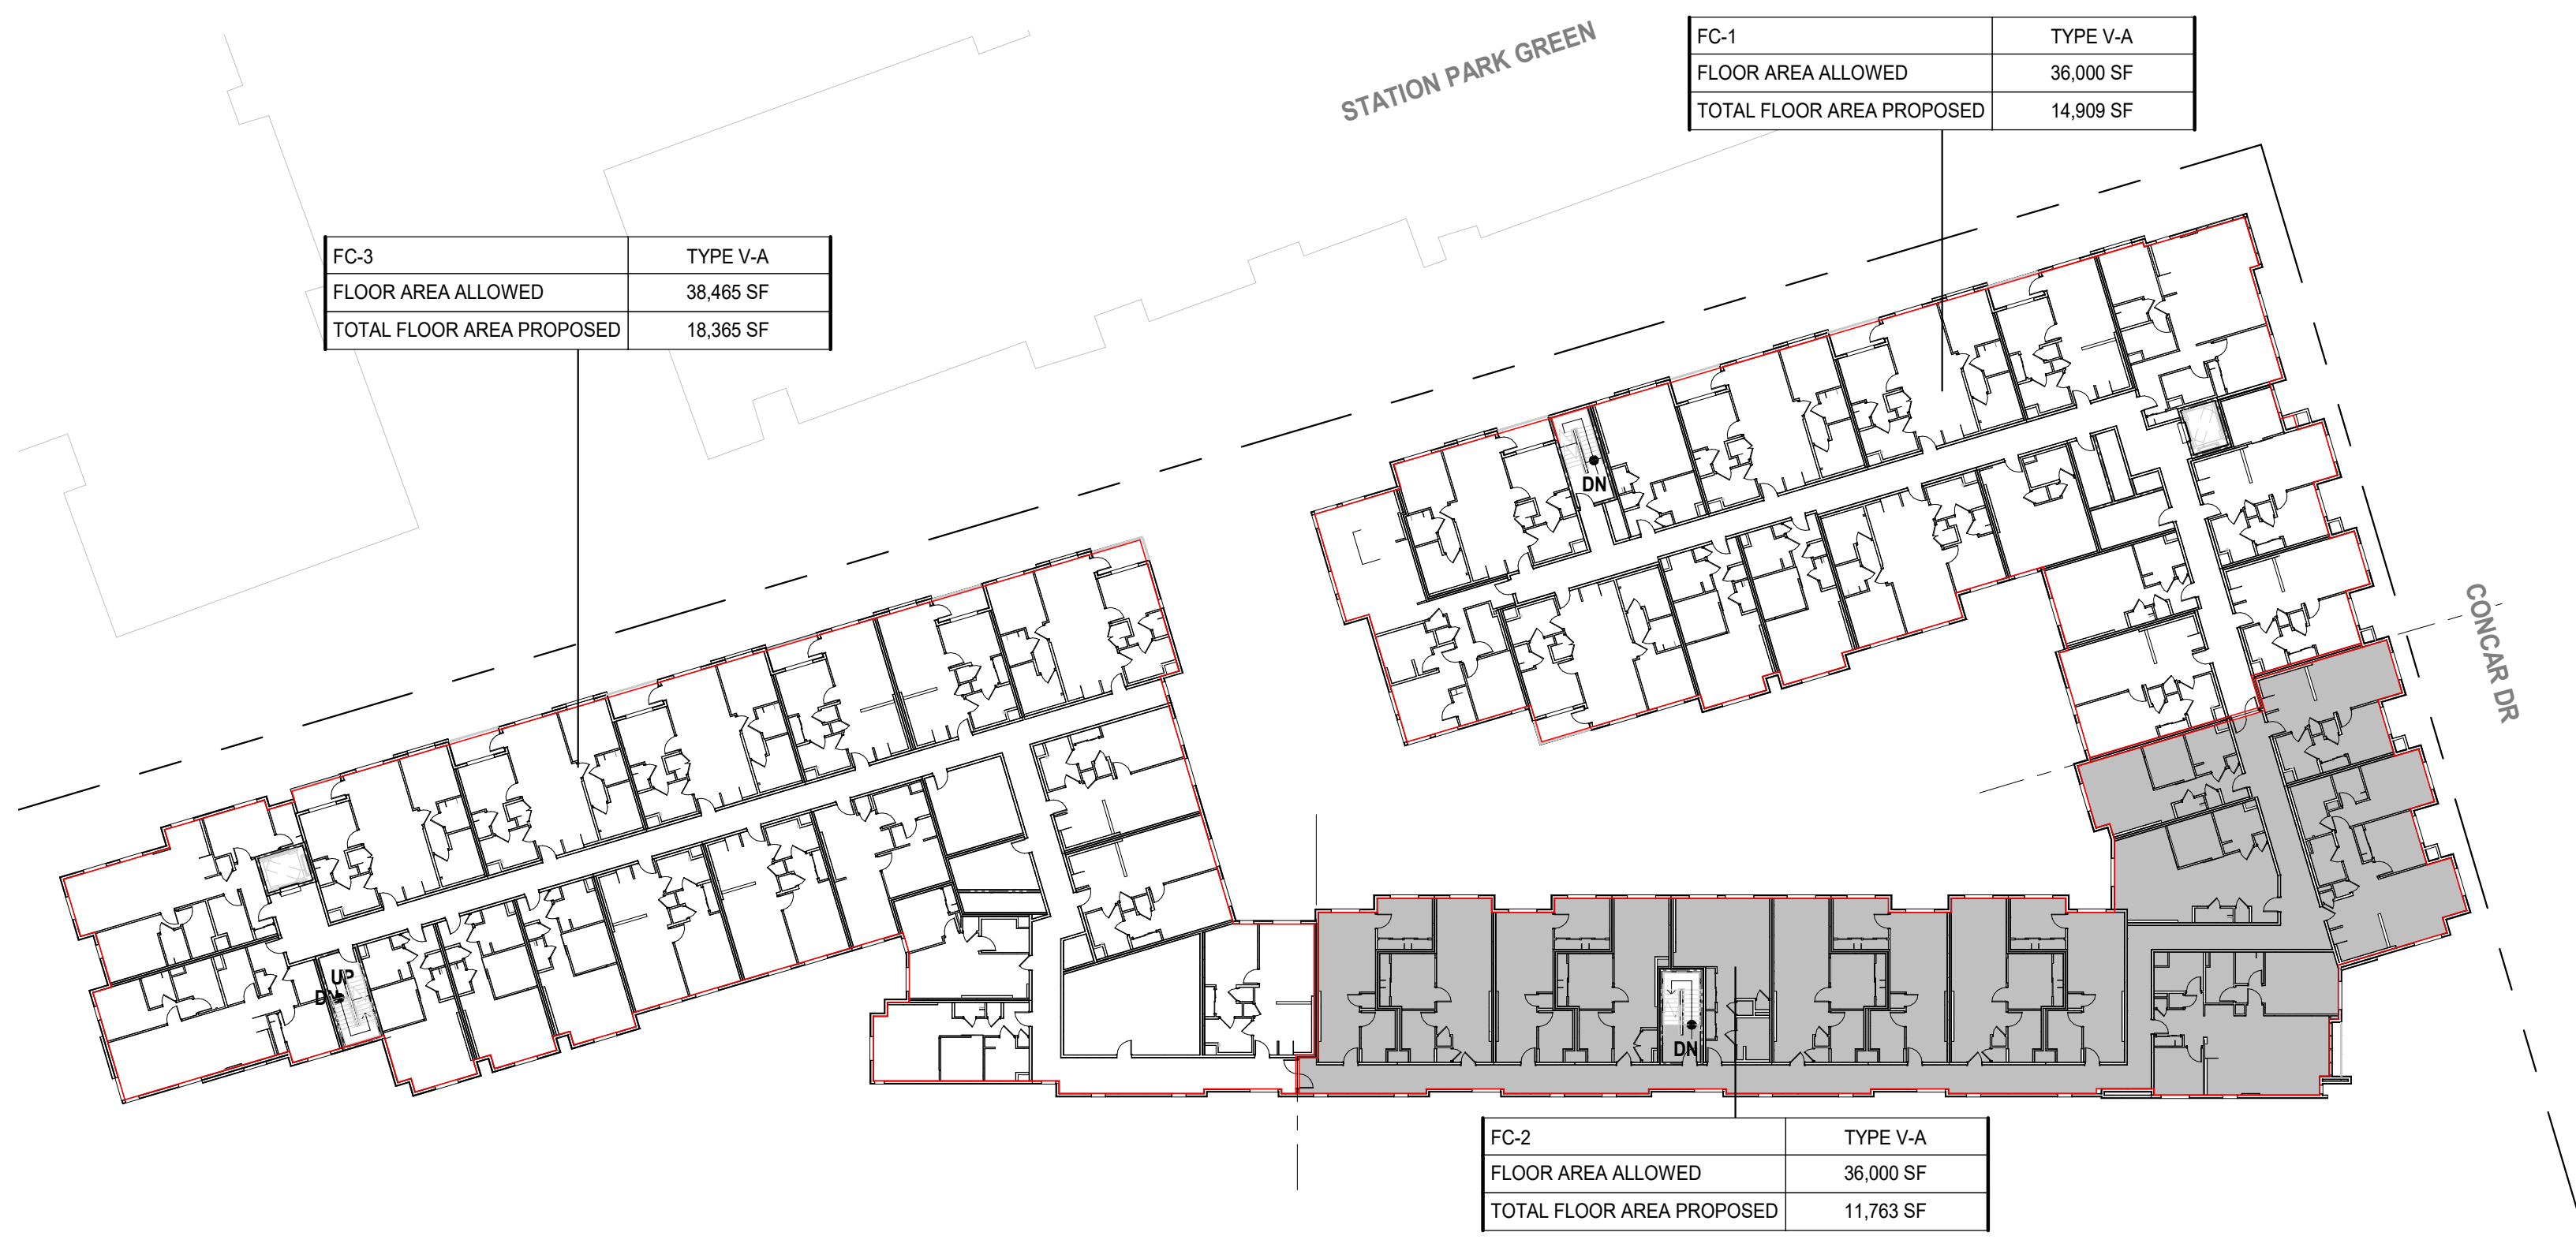 STATION PARK GREEN
FC-1 TYPE V-A
FLOOR AREA ALLOWED 36,000 SF
TOTAL FLOOR AREA PROPOSED 14,909 SF
FC-3 TYPE V-A
FLOOR AREA ALLOWED 38,465 SF
TOTAL FLOOR AREA PROPOSED 18,365 SF
DN
CONCAR DR
UP
DN
DN
FC-2 TYPE V-A
FLOOR AREA ALLOWED 36,000 SF
TOTAL FLOOR AREA PROPOSED 11,763 SF